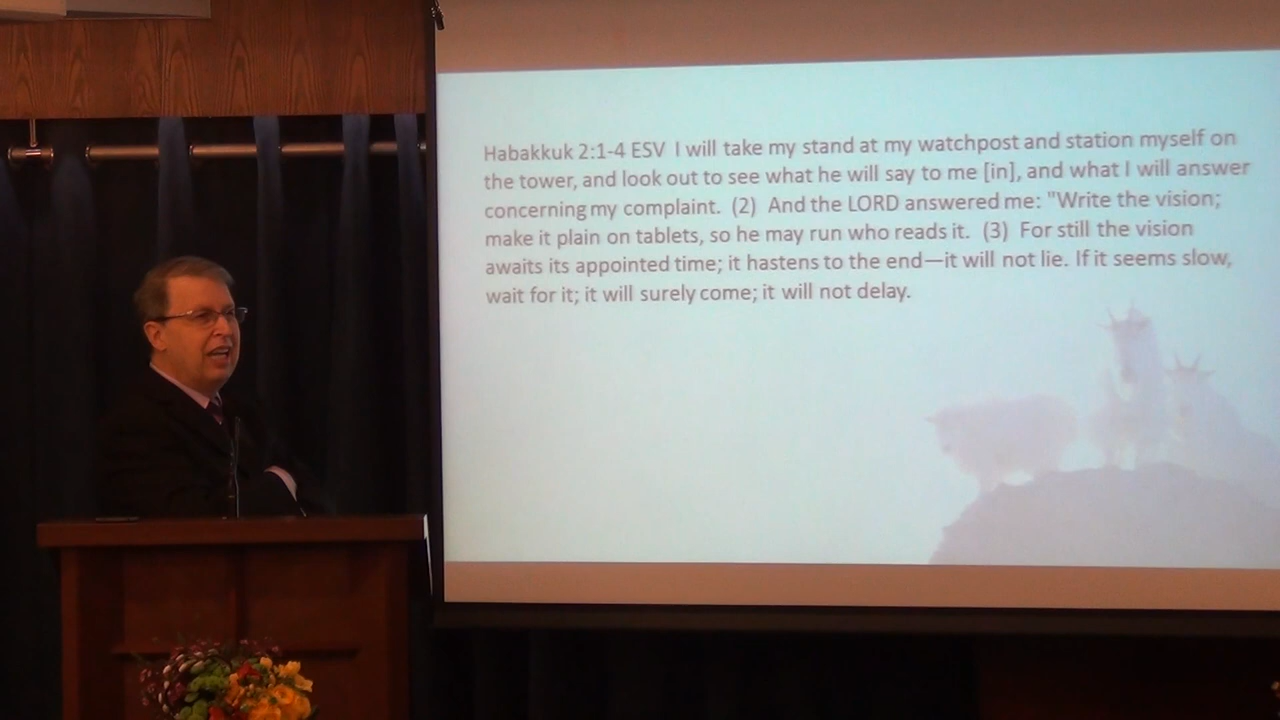 Habakkuk 2:1-4 ESV  I will take my stand at my watchpost and station myself on
the tower, and look out to see what he will say to me [in], and what I will answer
concerning my complaint.  (2)  And the LORD answered me: "Write the vision;
make it plain on tablets, so he may run who reads it.  (3)  For still the vision
awaits its appointed time; it hastens to the end—it will not lie. If it seems slow,
wait for it; it will surely come; it will not delay.